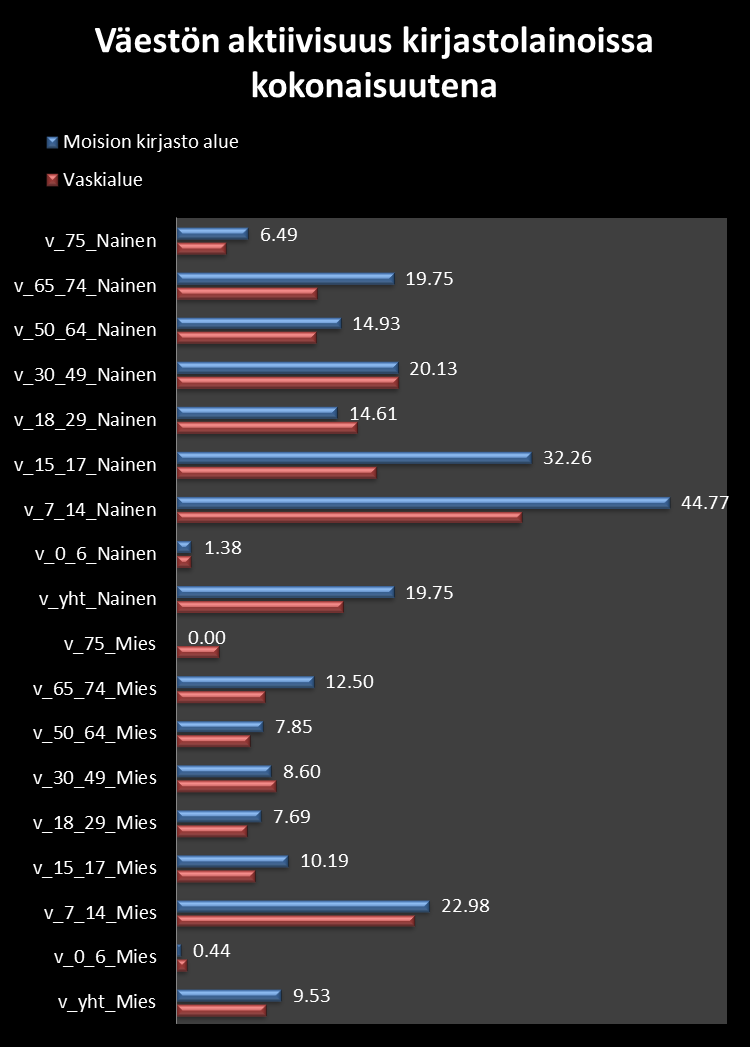 Väestön aktiivisuus kirjastolainoissa
kokonaisuutena
Moision kirjasto alue
Vaskialue
v_75_Nainen 6.49
v_65_74_Nainen 19.75
v_50_64_Nainen 14.93
v_30_49_Nainen 20.13
v_18_29_Nainen 14.61
v_15_17_Nainen 32.26
v_7_14_Nainen 44.77
v_0_6_Nainen 1.38
v_yht_Nainen 19.75
v_75_Mies 0.00
v_65_74_Mies 12.50
v_50_64_Mies 7.85
v_30_49_Mies 8.60
v_18_29_Mies 7.69
v_15_17_Mies 10.19
v_7_14_Mies 22.98
v_0_6_Mies 0.44
v_yht_Mies 9.53